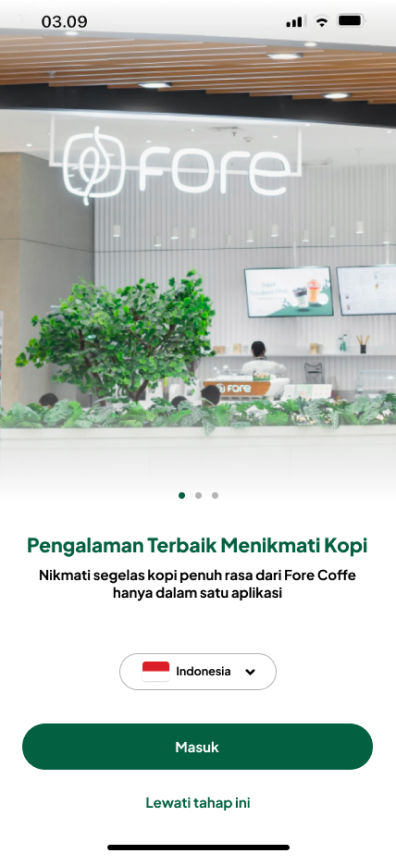 03.09
FORE
FORE
Pengalaman Terbaik Menikmati Kopi
Nikmati segelas kopi penuh rasa dari Fore Coffe
hanya dalam satu aplikasi
Indonesia
Masuk
Lewati tahap ini